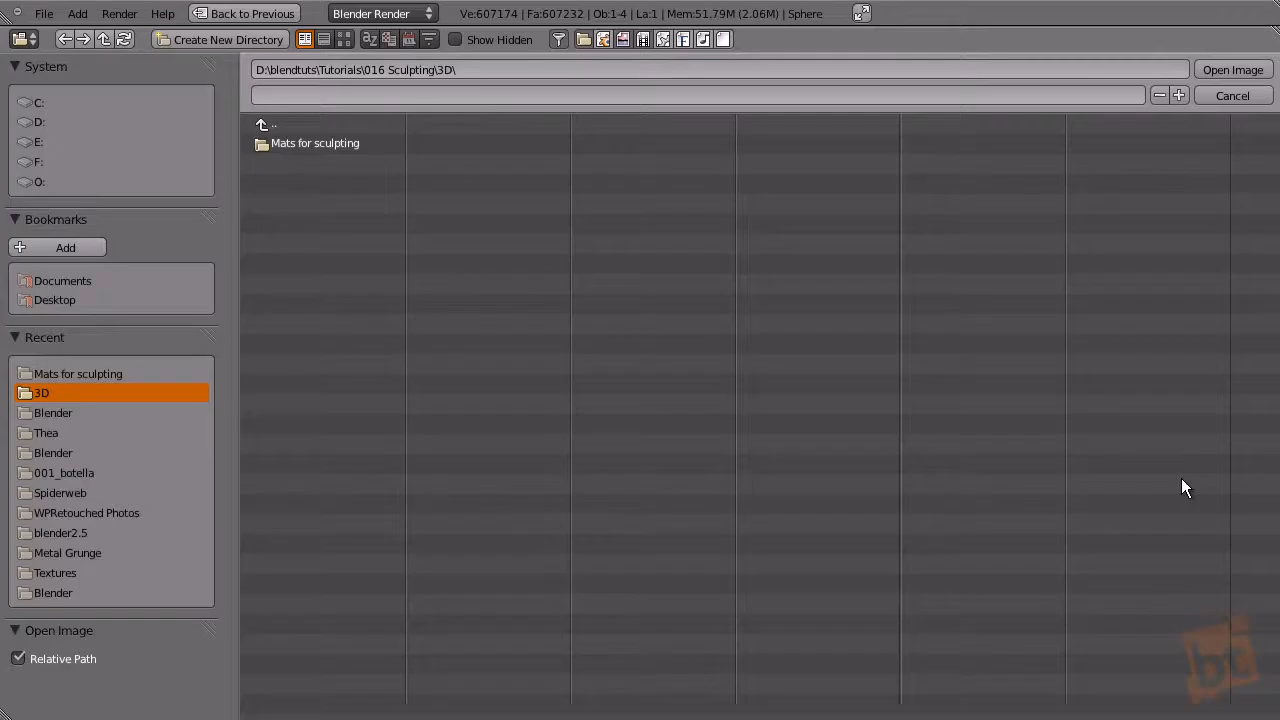 File Add Render Help Back to Previous Blender Render Ve:607174 | Fa:607232 | Ob:1-4 | La:1 | Mem:51.79M (2.06M) | Sphere
Create New Directory Show Hidden
System
C:
D:
E:
F:
O:
Bookmarks
Add
Documents
Desktop
Recent
Mats for sculpting
3D
Blender
Thea
Blender
001_botella
Spiderweb
WPRetouched Photos
blender2.5
Metal Grunge
Textures
Blender
Open Image
Relative Path
D:\blendtuts\Tutorials\016 Sculpting\3D\
Open Image
Cancel
..
Mats for sculpting
bt